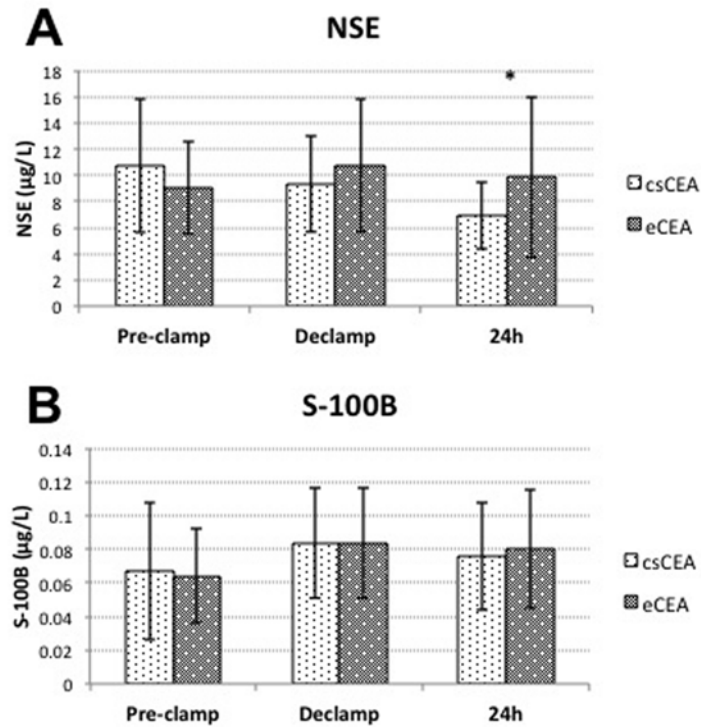 A
NSE
NSE (µg/L)
18
16
14
12
10
8
6
4
2
0
*
Pre-clamp Declamp 24h
csCEA
eCEA
B
S-100B
S-100B (µg/L)
0.14
0.12
0.1
0.08
0.06
0.04
0.02
0
Pre-clamp Declamp 24h
csCEA
eCEA